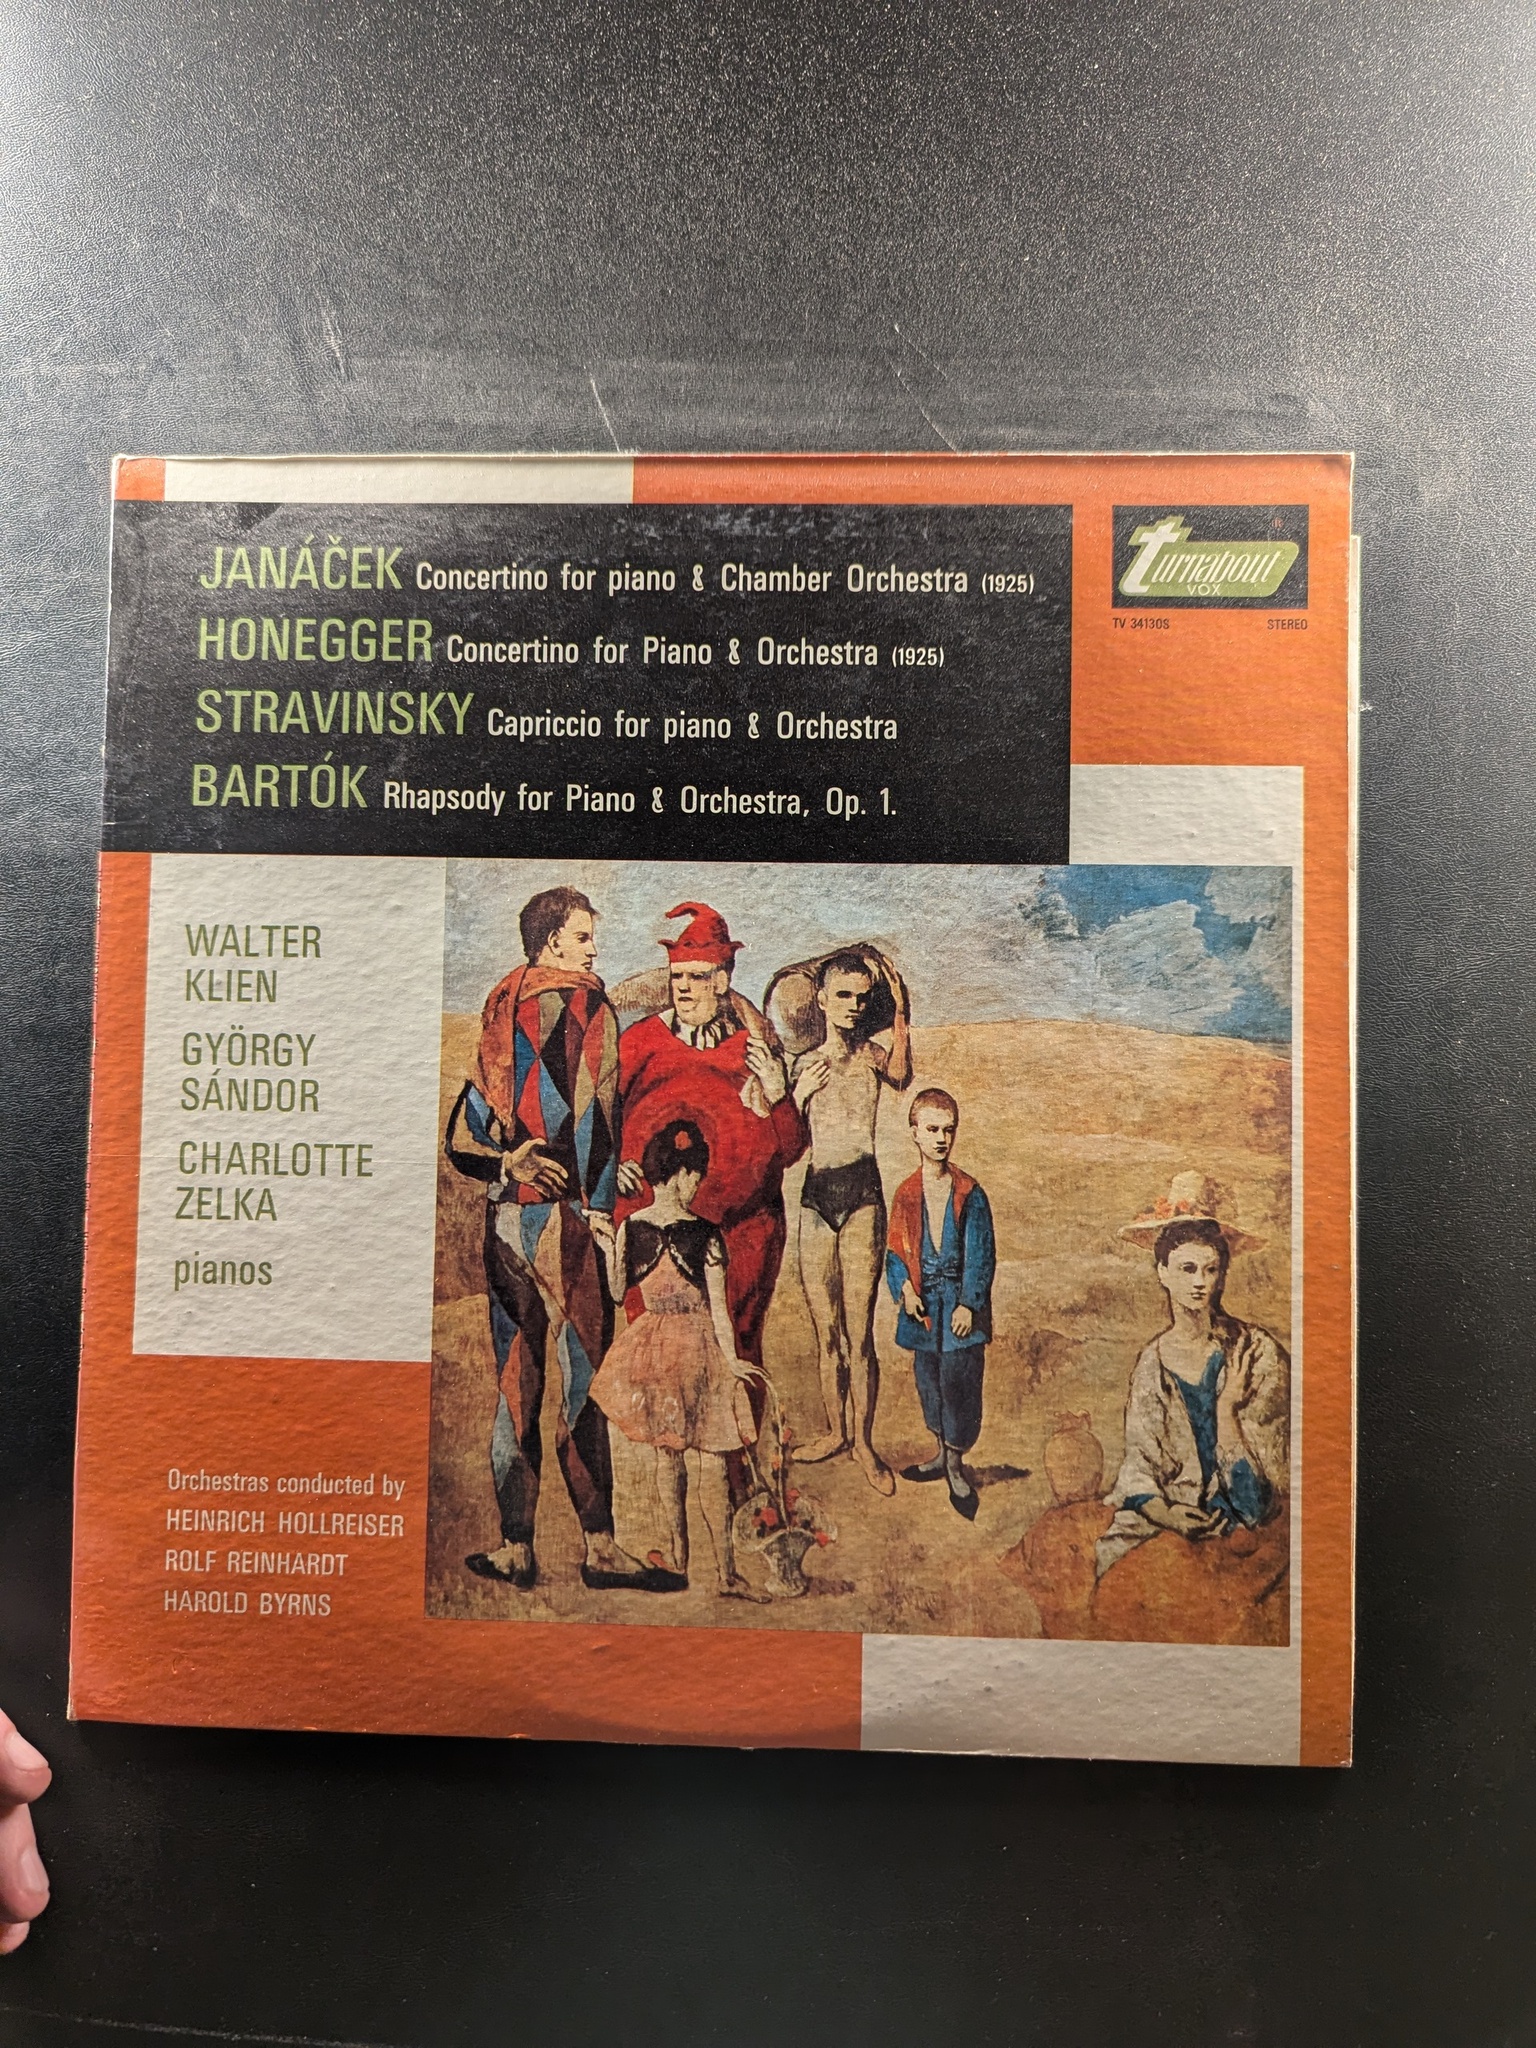 JANÁČEK Concertino for piano & Chamber Orchestra (1925)
HONEGGER Concertino for Piano & Orchestra (1925)
STRAVINSKY Capriccio for piano & Orchestra
BARTÓK Rhapsody for Piano & Orchestra, Op. 1.
turnabout
VOX
®
TV 34130S STEREO
WALTER
KLIEN
GYÖRGY
SÁNDOR
CHARLOTTE
ZELKA
pianos
Orchestras conducted by
HEINRICH HOLLREISER
ROLF REINHARDT
HAROLD BYRNS